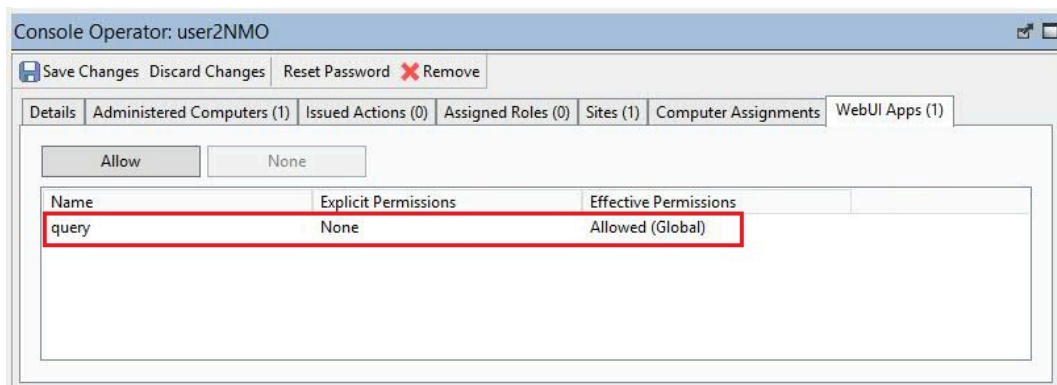 Console Operator: user2NMO
Save Changes Discard Changes Reset Password Remove
Details Administered Computers (1) Issued Actions (0) Assigned Roles (0) Sites (1) Computer Assignments WebUI Apps (1)
Allow None
Name Explicit Permissions Effective Permissions
query None Allowed (Global)